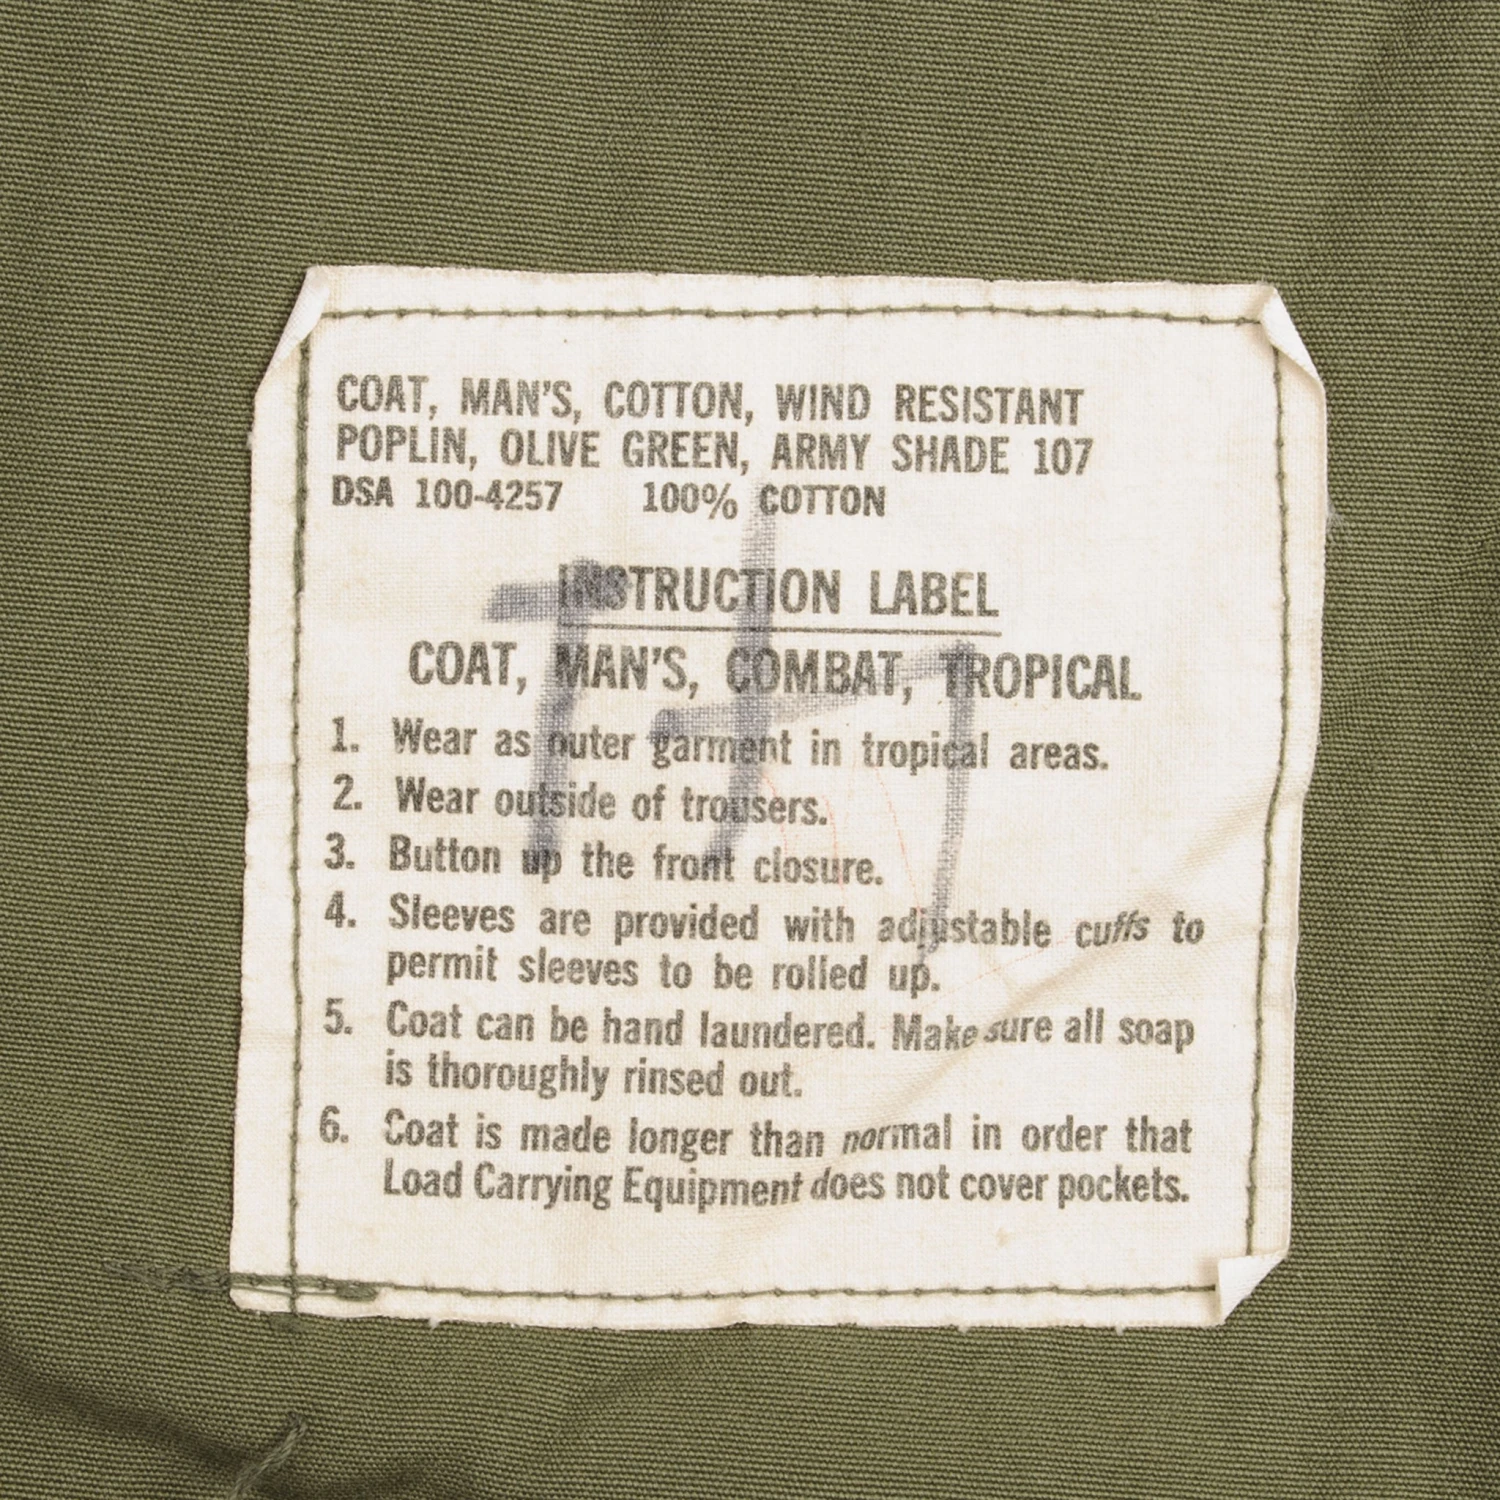 COAT, MAN'S, COTTON, WIND RESISTANT
POPLIN, OLIVE GREEN, ARMY SHADE 107
DSA 100-4257 100% COTTON
INSTRUCTION LABEL
COAT, MAN'S, COMBAT, TROPICAL
1. Wear as outer garment in tropical areas.
2. Wear outside of trousers.
3. Button up the front closure.
4. Sleeves are provided with adjustable cuffs to
permit sleeves to be rolled up.
5. Coat can be hand laundered. Make sure all soap
is thoroughly rinsed out.
6. Coat is made longer than normal in order that
Load Carrying Equipment does not cover pockets.